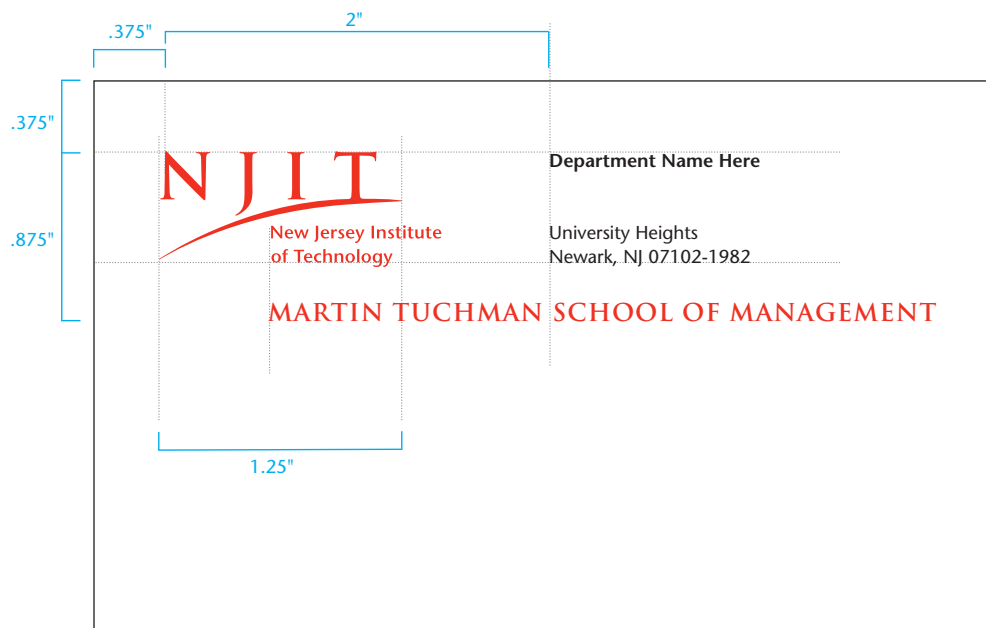 .375"
2"
.375"
NJIT
Department Name Here
.875"
New Jersey Institute
of Technology
University Heights
Newark, NJ 07102-1982
MARTIN TUCHMAN SCHOOL OF MANAGEMENT
1.25"